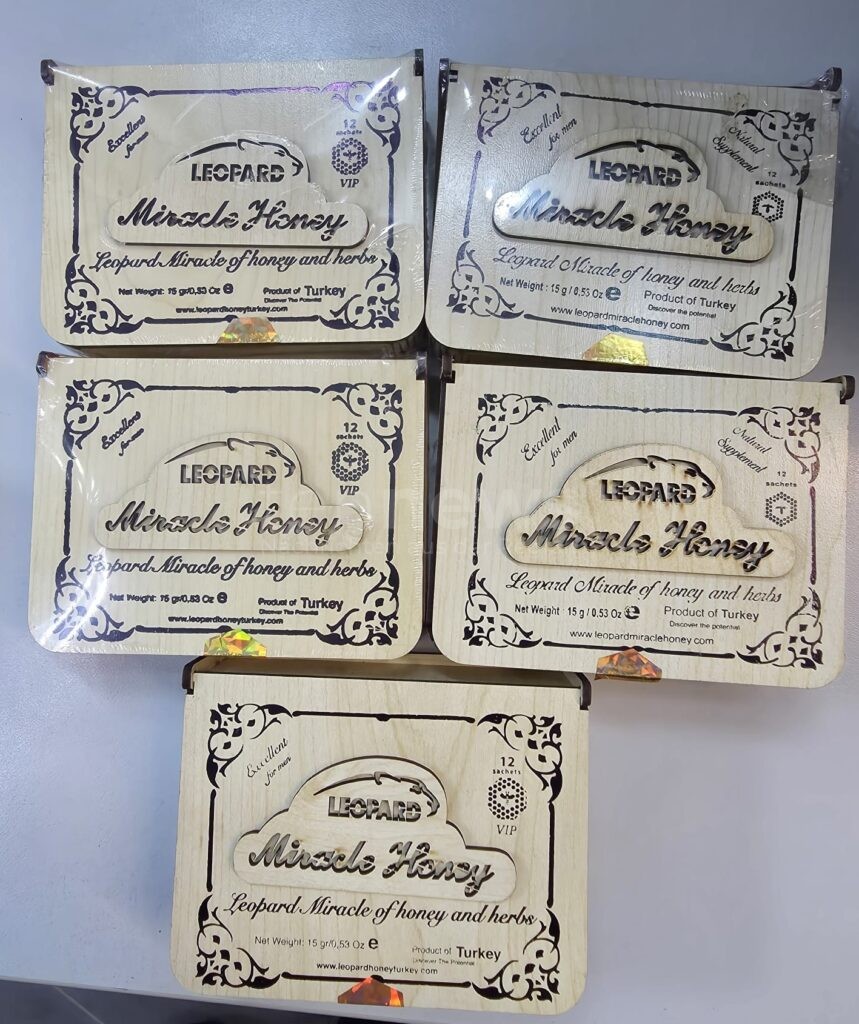 Excellent
for men
12
sachets
VIP
LEOPARD
Miracle Honey
Leopard Miracle of honey and herbs
Net Weight: 15 gr/0,53 Oz e
Product of Turkey
Discover The Potential
www.leopardhoneyturkey.com
Excellent
for men
Natural
Supplement
12
sachets
LEOPARD
Miracle Honey
Leopard Miracle of honey and herbs
Net Weight : 15 g / 0,53 Oz e
Product of Turkey
Discover the potential
www.leopardmiraclehoney.com
Excellent
for men
12
sachets
VIP
LEOPARD
Miracle Honey
Leopard Miracle of honey and herbs
Net Weight: 15 gr/0,53 Oz e
Product of Turkey
Discover The Potential
www.leopardhoneyturkey.com
Excellent
for men
Natural
Supplement
12
sachets
LEOPARD
Miracle Honey
Leopard Miracle of honey and herbs
Net Weight : 15 g / 0,53 Oz e
Product of Turkey
Discover the potential
www.leopardmiraclehoney.com
Excellent
for men
12
sachets
VIP
LEOPARD
Miracle Honey
Leopard Miracle of honey and herbs
Net Weight: 15 gr/0,53 Oz e
Product of Turkey
Discover The Potential
www.leopardhoneyturkey.com